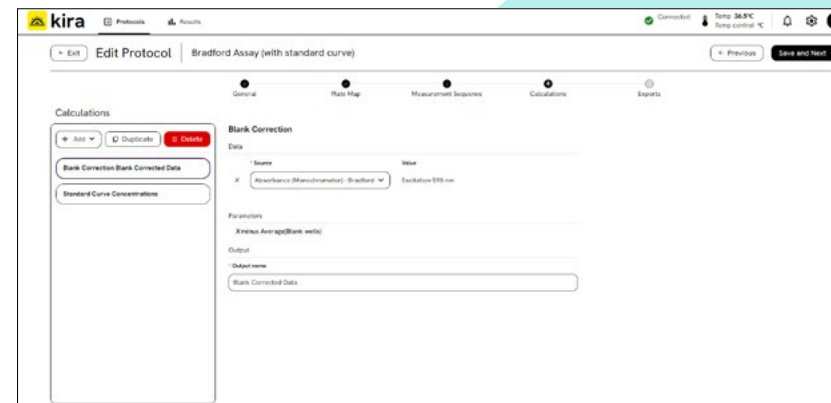 kira Protocols Results Connected Temp 36.5°C
Temp control °C
← Exit Edit Protocol Bradford Assay (with standard curve) ← Previous Save and Next
General Plate Map Measurement Sequence Calculations Exports
Calculations
+ Add Duplicate Delete
Blank Correction Blank Corrected Data
Standard Curve Concentrations
Blank Correction
Data
* Source Value
X Absorbance (Monochromator) - Bradford Excitation 595 nm
Parameters
X minus Average(Blank wells)
Output
* Output name
Blank Corrected Data